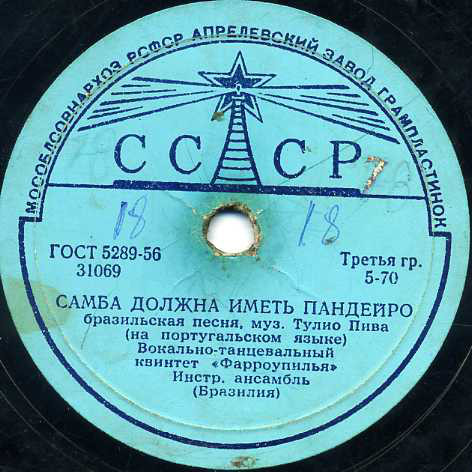 МОСОБЛСОВНАРХОЗ РСФСР АПРЕЛЕВСКИЙ ЗАВОД ГРАМПЛАСТИНОК
СССР
7
18 18
ГОСТ 5289-56
31069
Третья гр.
5-70
САМБА ДОЛЖНА ИМЕТЬ ПАНДЕЙРО
бразильская песня, муз. Тулио Пива
(на португальском языке)
Вокально-танцевальный
квинтет «Фарроупилья»
Инстр. ансамбль
(Бразилия)